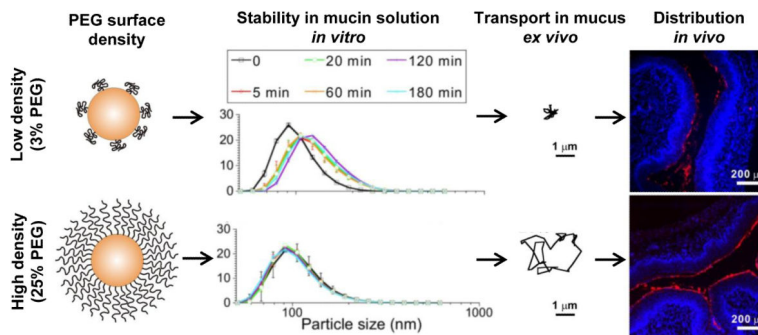 PEG surface
density
Stability in mucin solution
in vitro
Transport in mucus
ex vivo
Distribution
in vivo
0
20 min
120 min
5 min
60 min
180 min
Low density
(3% PEG)
30
20
10
0
1 μm
200 μm
High density
(25% PEG)
30
20
10
0
100
1000
Particle size (nm)
1 μm
200 μm